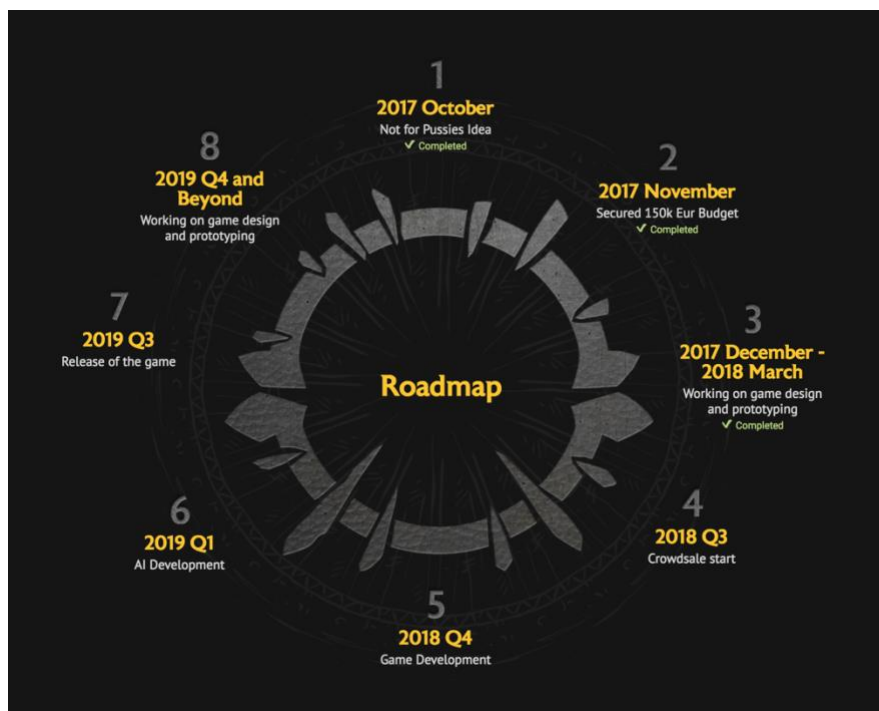 1
2017 October
Not for Pussies Idea
✓ Completed
2
2017 November
Secured 150k Eur Budget
✓ Completed
3
2017 December -
2018 March
Working on game design
and prototyping
✓ Completed
4
2018 Q3
Crowdsale start
5
2018 Q4
Game Development
6
2019 Q1
AI Development
7
2019 Q3
Release of the game
8
2019 Q4 and
Beyond
Working on game design
and prototyping
Roadmap